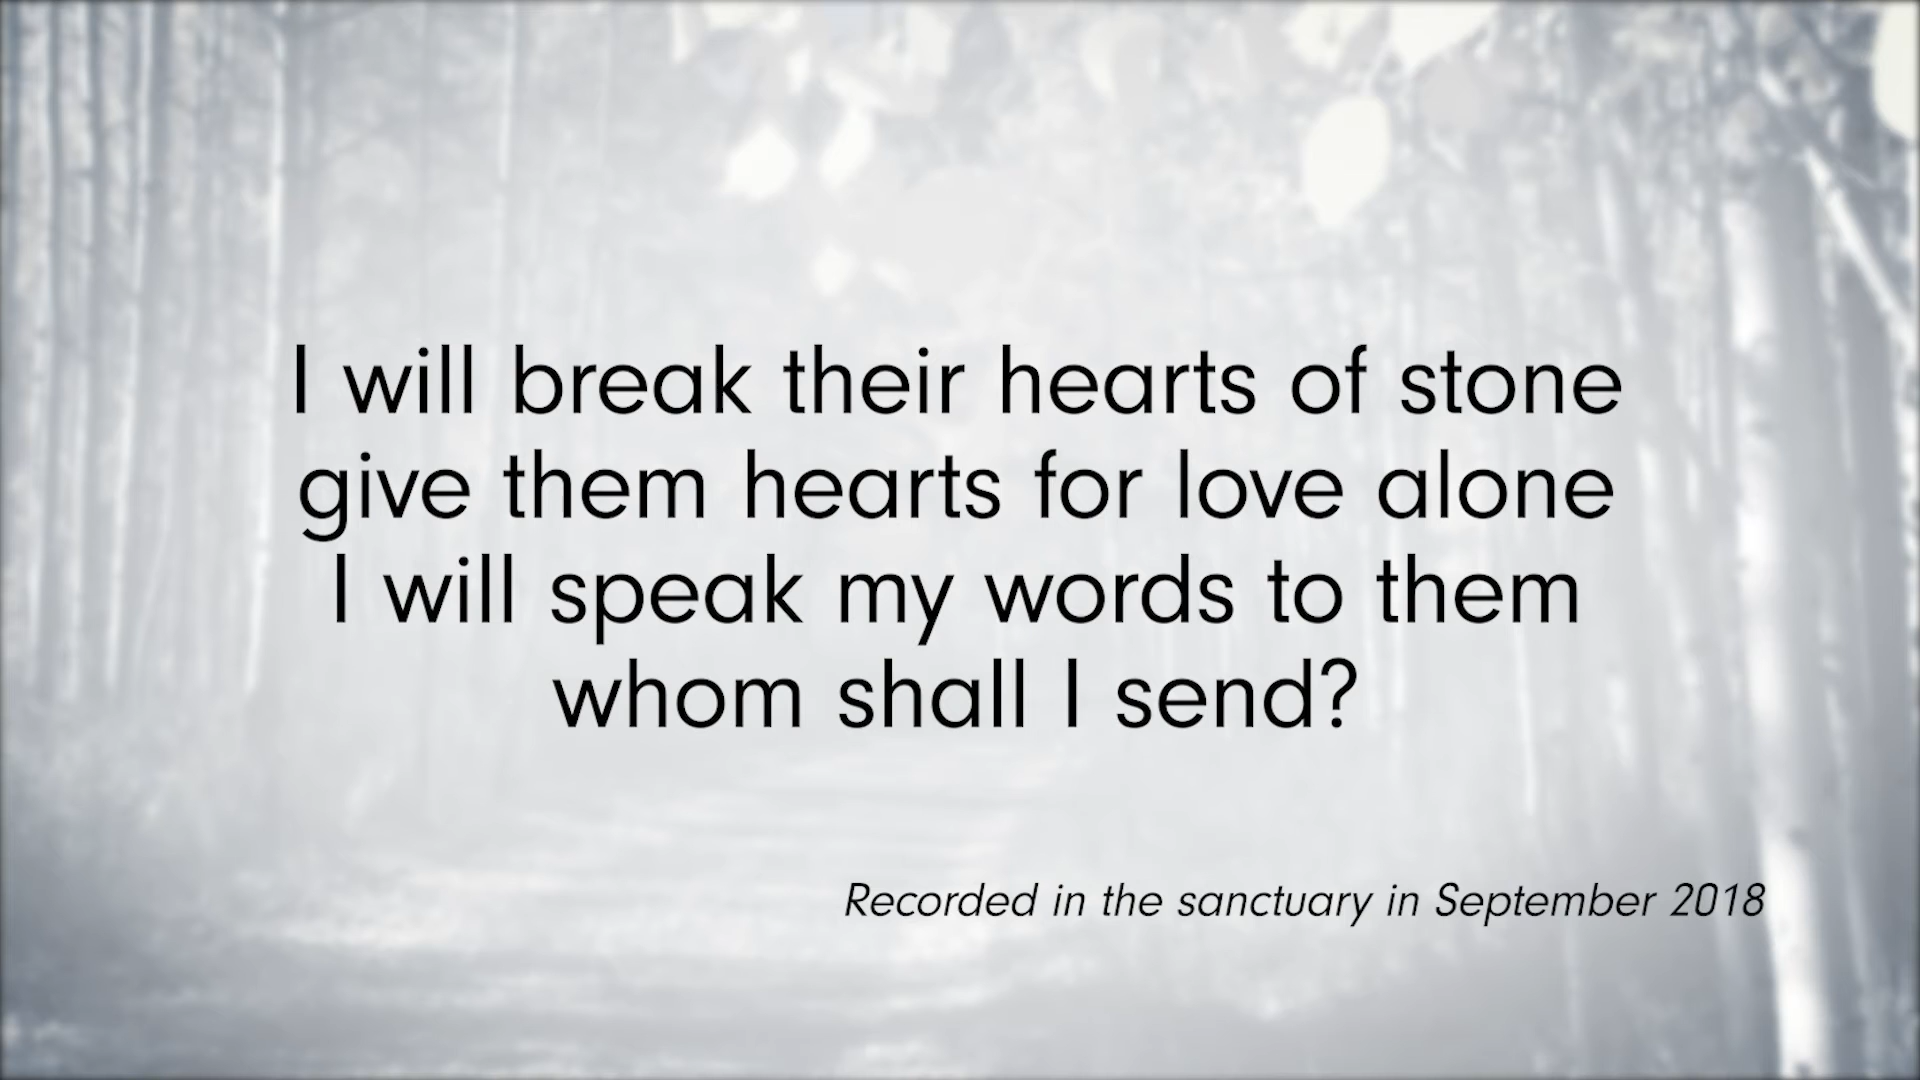 I will break their hearts of stone
give them hearts for love alone
I will speak my words to them
whom shall I send?
Recorded in the sanctuary in September 2018